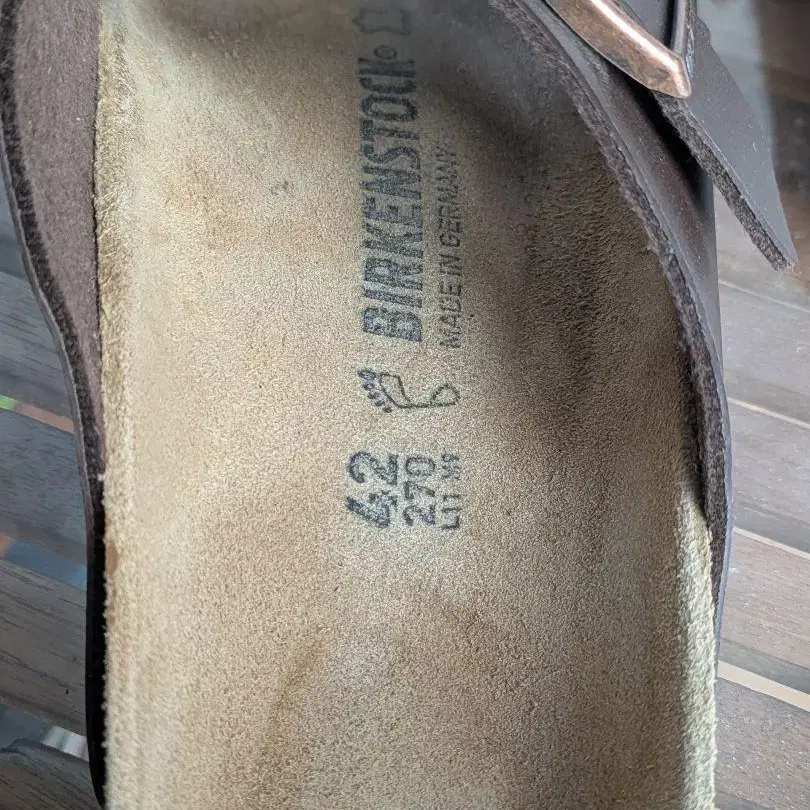 BIRKENSTOCK®
MADE IN GERMANY
42
270
L11 M9